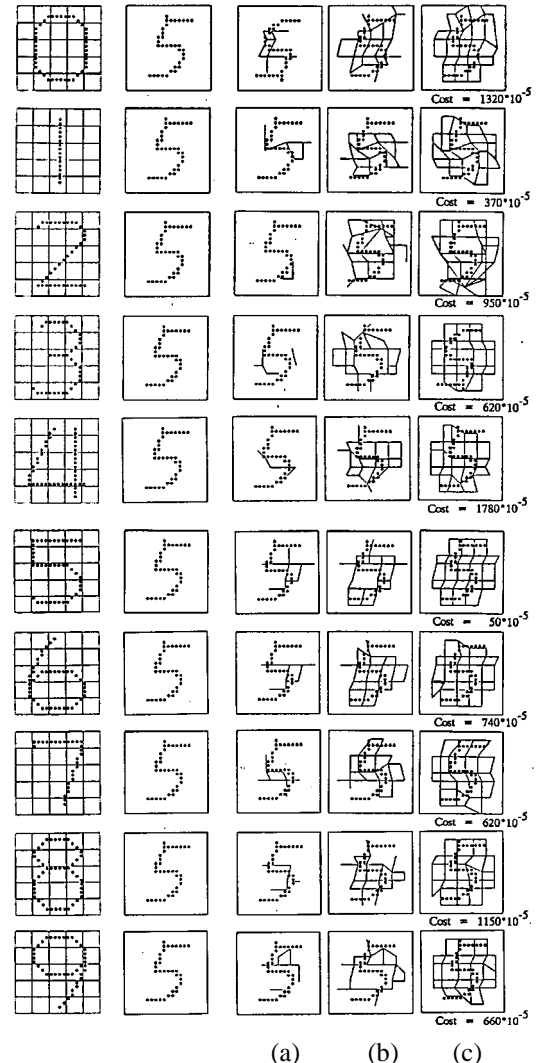 Cost = 1320*10-5
Cost = 370*10-5
Cost = 950*10-5
Cost = 620*10-5
Cost = 1780*10-5
Cost = 50*10-5
Cost = 740*10-5
Cost = 620*10-5
Cost = 1150*10-5
Cost = 660*10-5
(a) (b) (c)